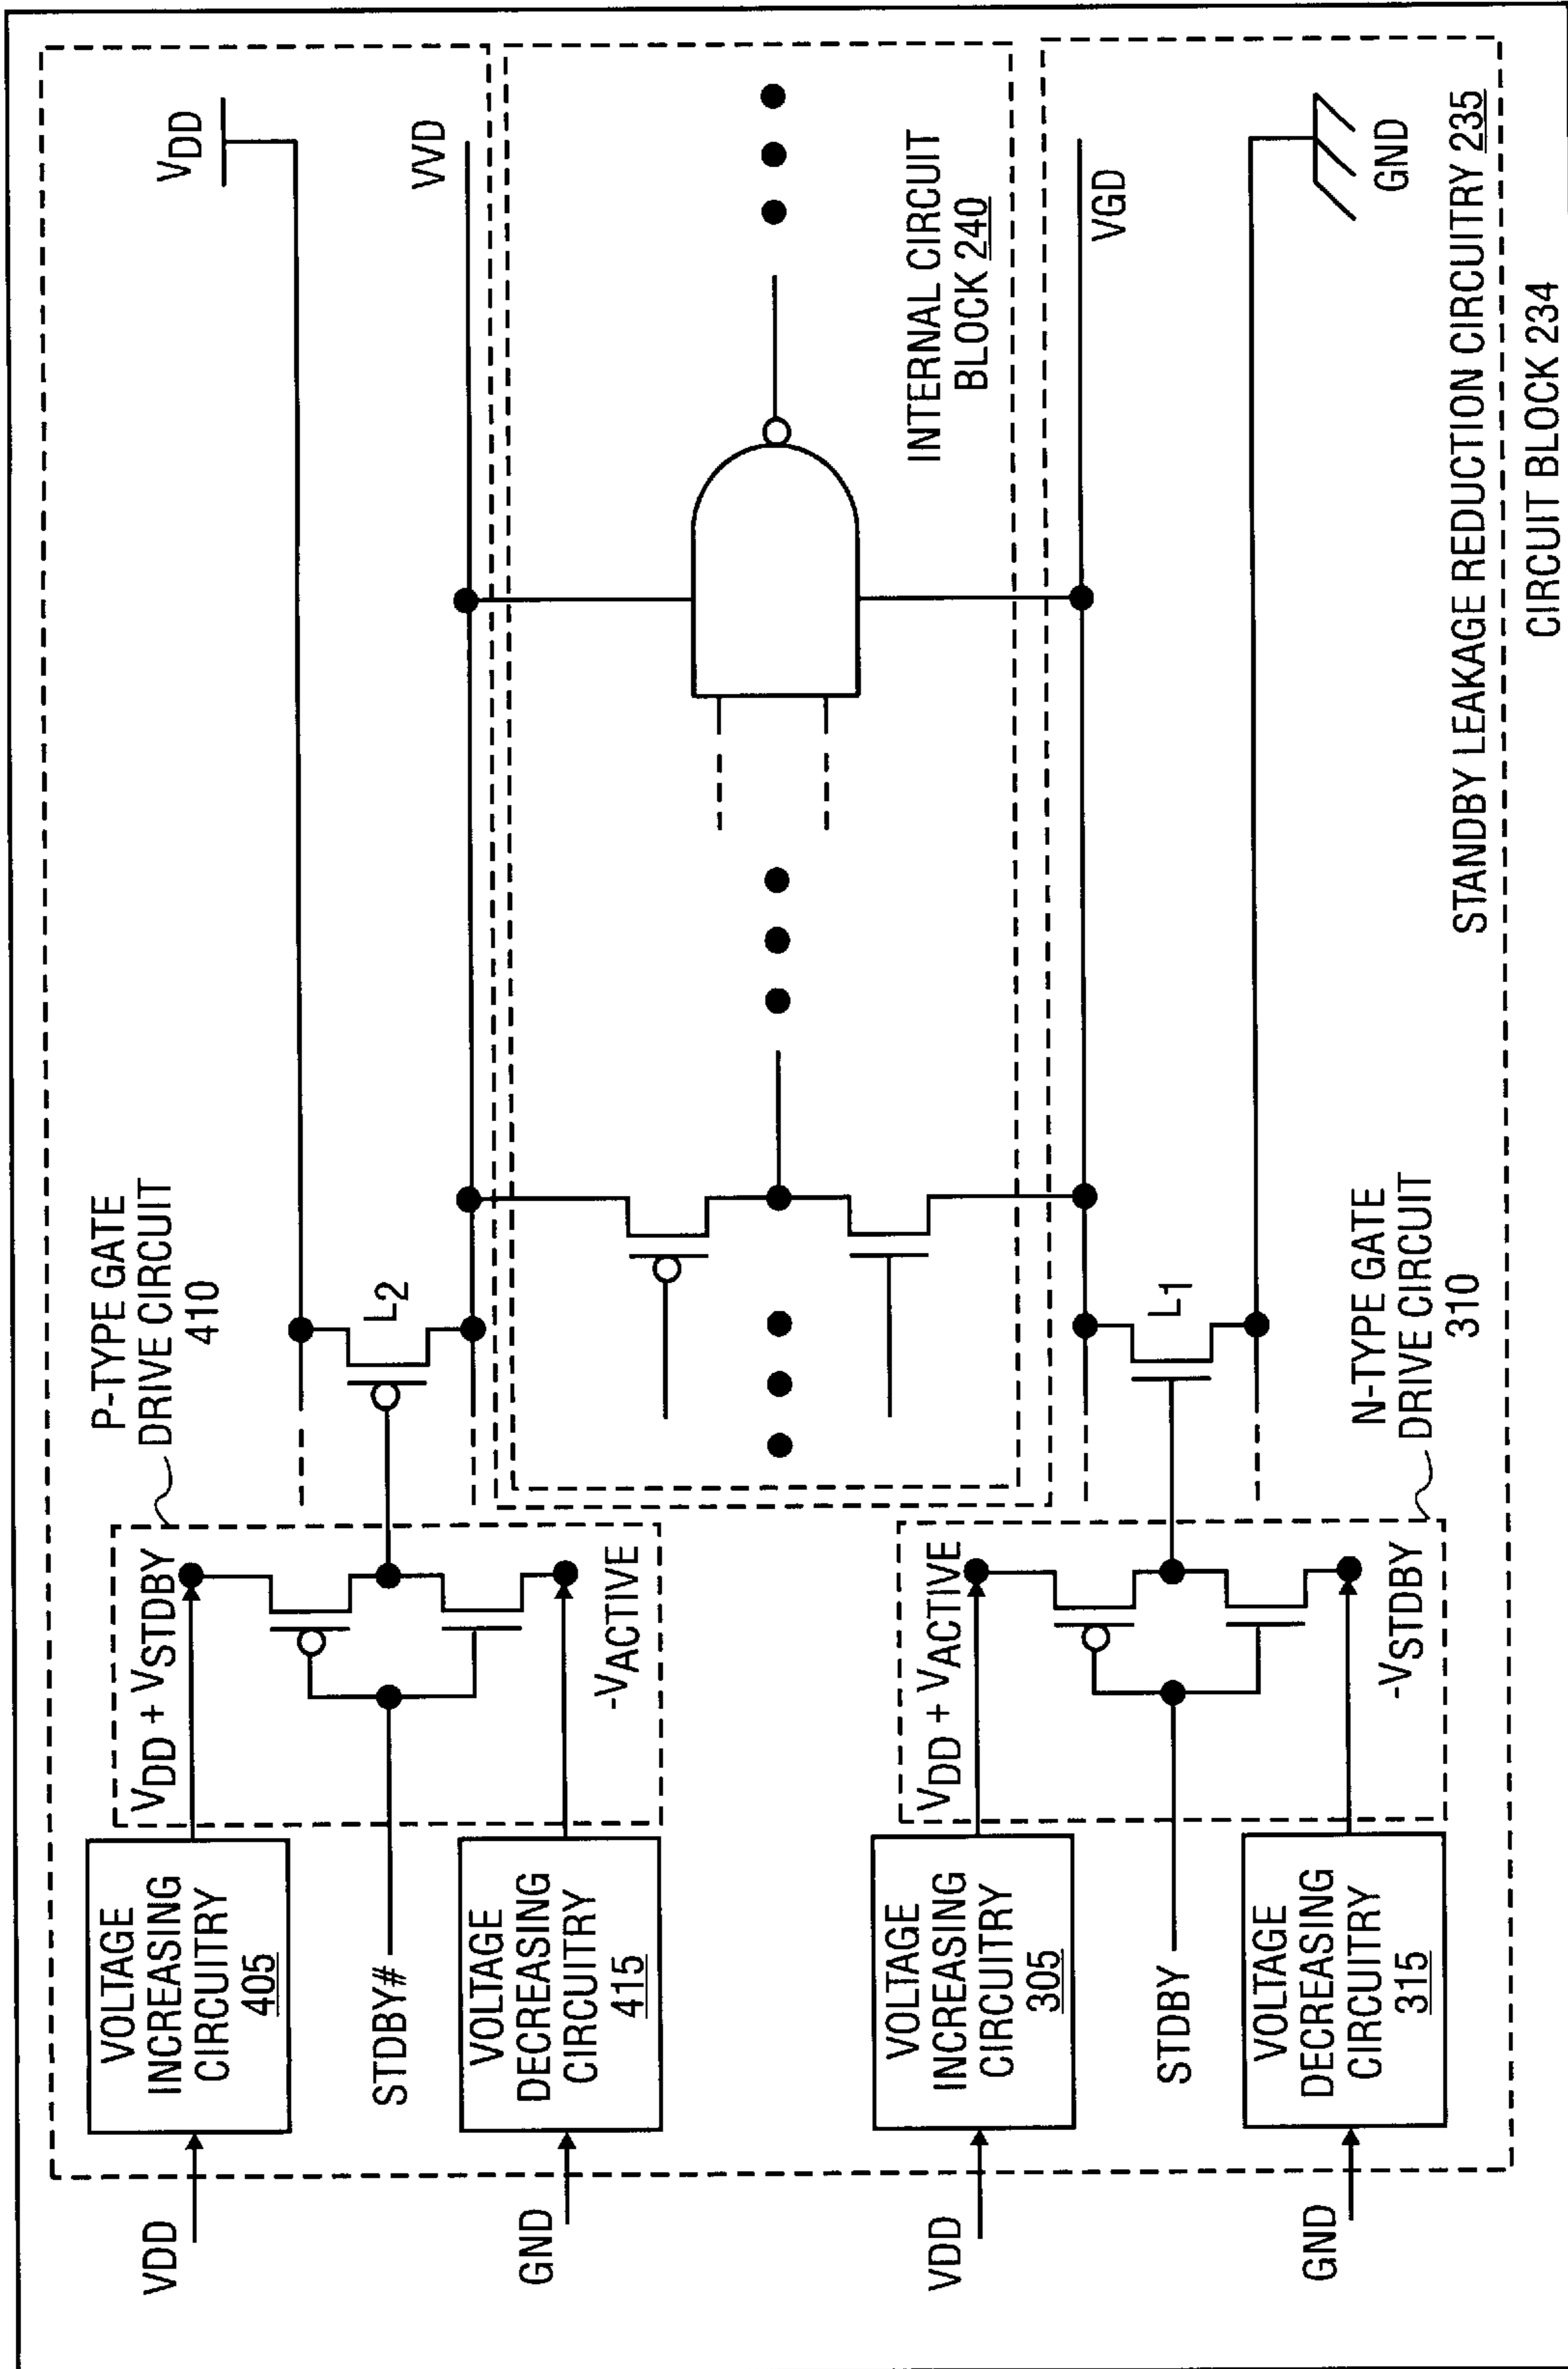 VDD
VOLTAGE
INCREASING
CIRCUITRY
405
VDD + VSTDBY
P-TYPE GATE
DRIVE CIRCUIT
410
STDBY#
L2
VDD
VVD
GND
VOLTAGE
DECREASING
CIRCUITRY
415
-VACTIVE
INTERNAL CIRCUIT
BLOCK 240
VDD
VOLTAGE
INCREASING
CIRCUITRY
305
VDD + VACTIVE
N-TYPE GATE
DRIVE CIRCUIT
310
STDBY
L1
VGD
GND
GND
VOLTAGE
DECREASING
CIRCUITRY
315
-VSTDBY
STANDBY LEAKAGE REDUCTION CIRCUITRY 235
CIRCUIT BLOCK 234